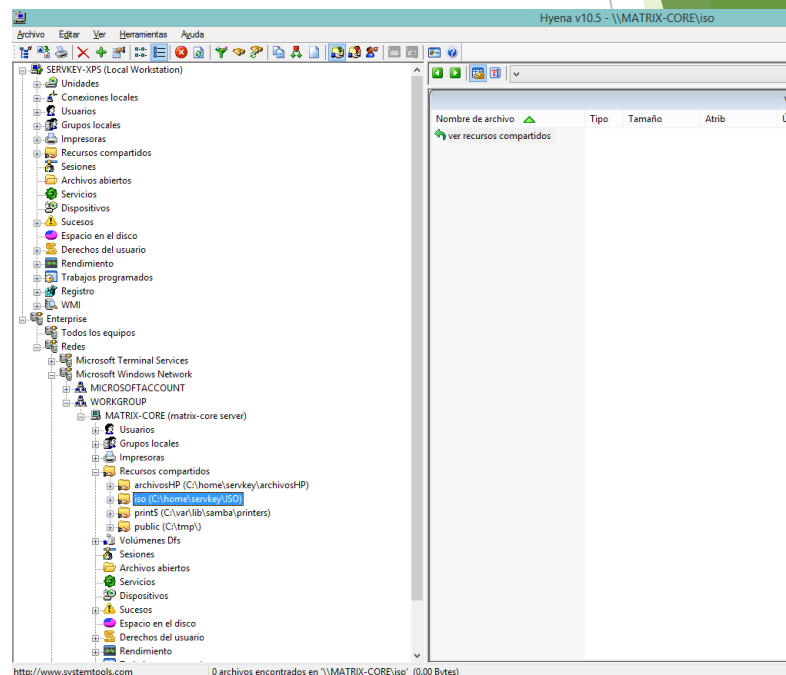 Hyena v10.5 - \\MATRIX-CORE\iso
Archivo Editar Ver Herramientas Ayuda
SERVKEY-XPS (Local Workstation)
Unidades
Conexiones locales
Usuarios
Grupos locales
Impresoras
Recursos compartidos
Sesiones
Archivos abiertos
Servicios
Dispositivos
Sucesos
Espacio en el disco
Derechos del usuario
Rendimiento
Trabajos programados
Registro
WMI
Enterprise
Todos los equipos
Redes
Microsoft Terminal Services
Microsoft Windows Network
MICROSOFTACCOUNT
WORKGROUP
MATRIX-CORE (matrix-core server)
Usuarios
Grupos locales
Impresoras
Recursos compartidos
archivosHP (C:\home\servkey\archivosHP)
iso (C:\home\servkey\ISO)
print$ (C:\var\lib\samba\printers)
public (C:\tmp\)
Volúmenes Dfs
Sesiones
Archivos abiertos
Servicios
Dispositivos
Sucesos
Espacio en el disco
Derechos del usuario
Rendimiento
Nombre de archivo Tipo Tamaño Atrib
ver recursos compartidos
http://www.systemtools.com 0 archivos encontrados en '\\MATRIX-CORE\iso' (0.00 Bytes)